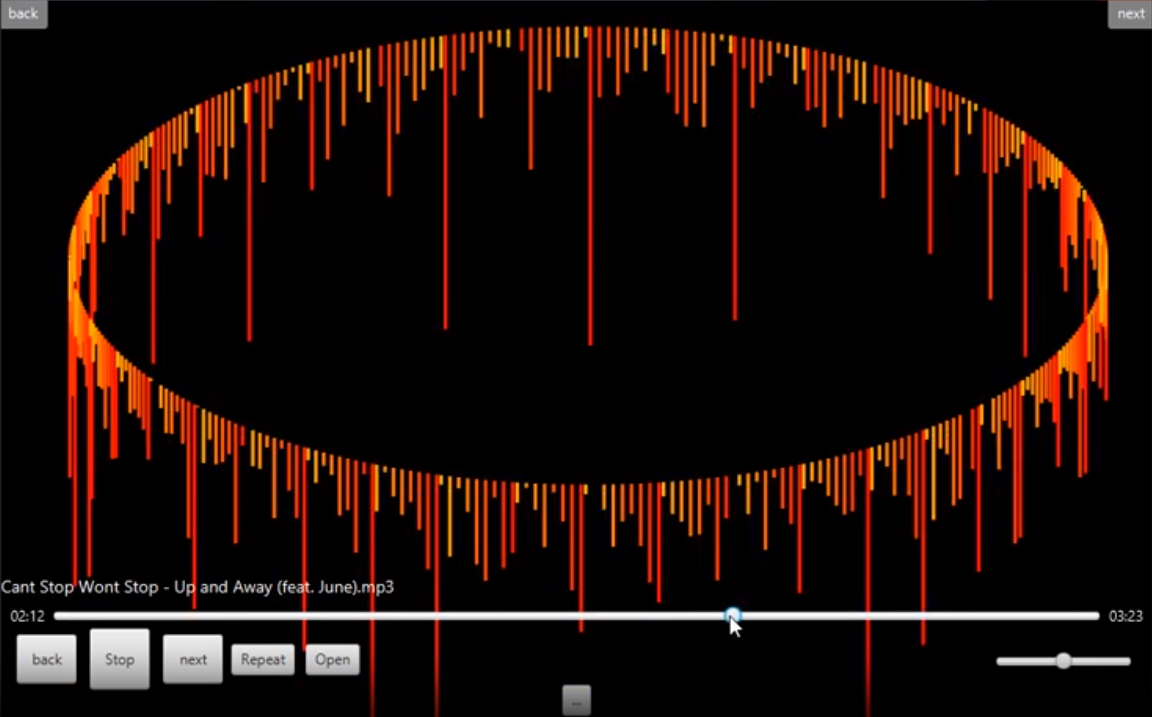 back
next
Cant Stop Wont Stop - Up and Away (feat. June).mp3
02:12
03:23
back
Stop
next
Repeat
Open
...